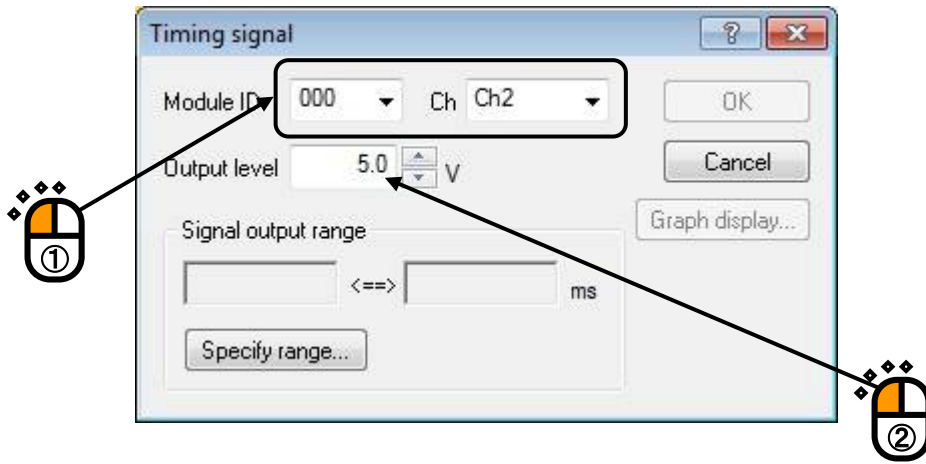 Timing signal
Module ID 000 Ch Ch2 OK
Output level 5.0 V Cancel
Graph display...
Signal output range
<==> ms
Specify range...
①
②